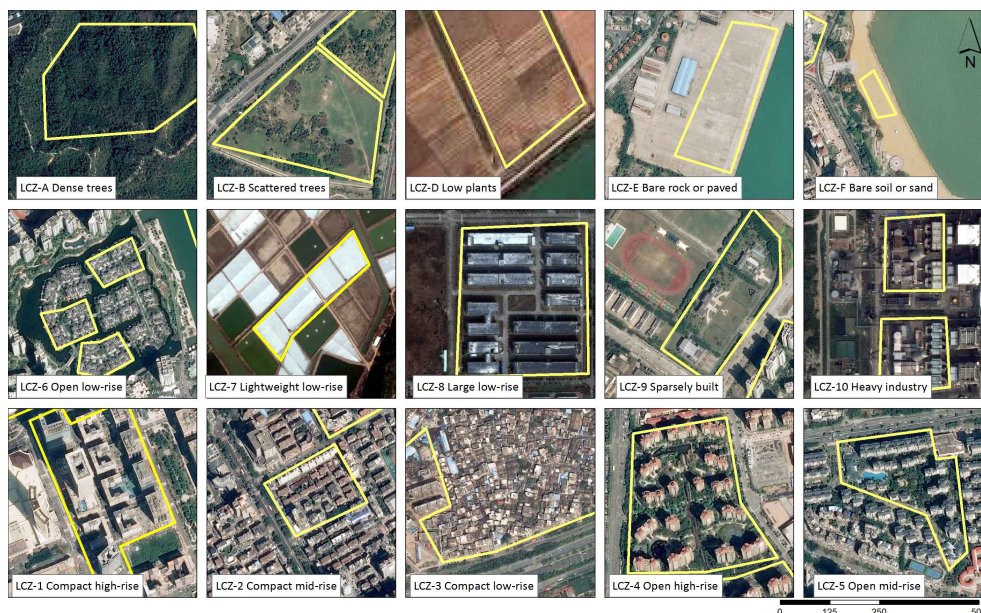 LCZ-A Dense trees
LCZ-B Scattered trees
LCZ-D Low plants
LCZ-E Bare rock or paved
LCZ-F Bare soil or sand
N
LCZ-6 Open low-rise
LCZ-7 Lightweight low-rise
LCZ-8 Large low-rise
LCZ-9 Sparsely built
LCZ-10 Heavy industry
LCZ-1 Compact high-rise
LCZ-2 Compact mid-rise
LCZ-3 Compact low-rise
LCZ-4 Open high-rise
LCZ-5 Open mid-rise
0 125 250